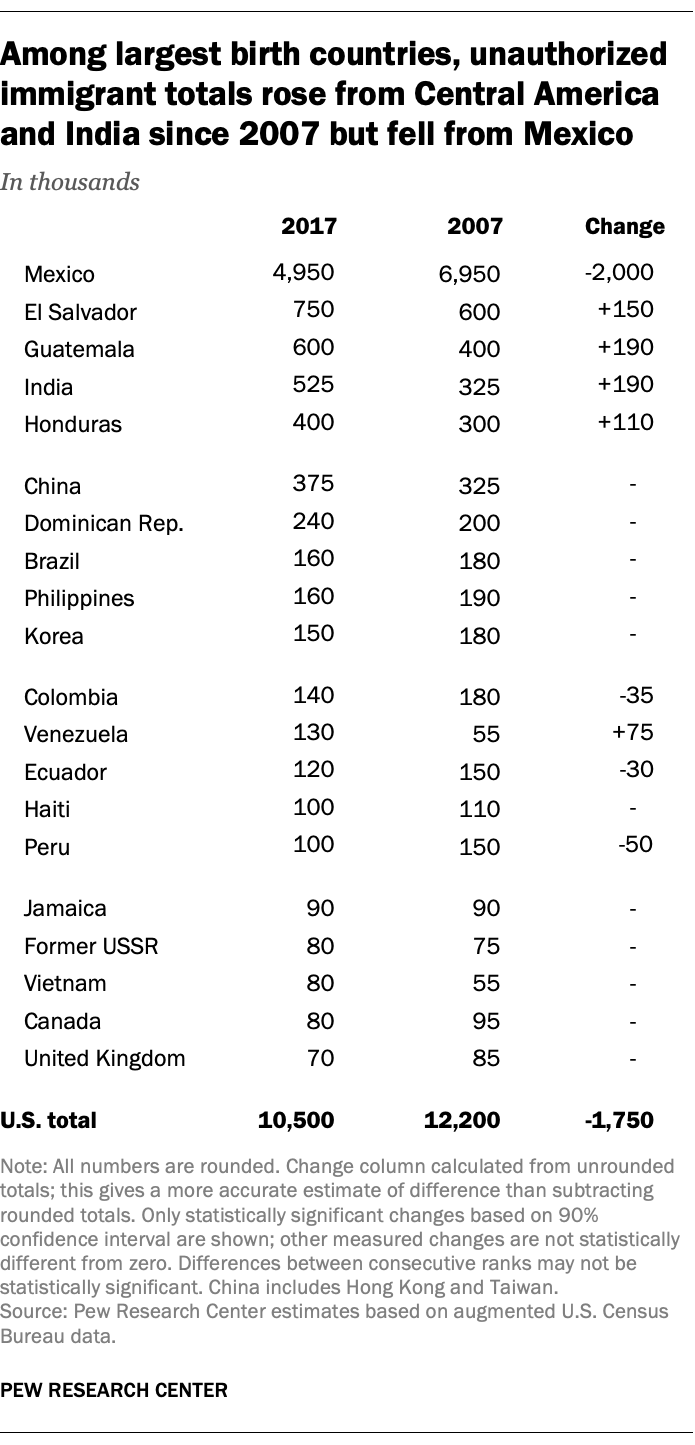 Among largest birth countries, unauthorized
immigrant totals rose from Central America
and India since 2007 but fell from Mexico
In thousands
2017 2007 Change
Mexico 4,950 6,950 -2,000
El Salvador 750 600 +150
Guatemala 600 400 +190
India 525 325 +190
Honduras 400 300 +110
China 375 325 -
Dominican Rep. 240 200 -
Brazil 160 180 -
Philippines 160 190 -
Korea 150 180 -
Colombia 140 180 -35
Venezuela 130 55 +75
Ecuador 120 150 -30
Haiti 100 110 -
Peru 100 150 -50
Jamaica 90 90 -
Former USSR 80 75 -
Vietnam 80 55 -
Canada 80 95 -
United Kingdom 70 85 -
U.S. total 10,500 12,200 -1,750
Note: All numbers are rounded. Change column calculated from unrounded
totals; this gives a more accurate estimate of difference than subtracting
rounded totals. Only statistically significant changes based on 90%
confidence interval are shown; other measured changes are not statistically
different from zero. Differences between consecutive ranks may not be
statistically significant. China includes Hong Kong and Taiwan.
Source: Pew Research Center estimates based on augmented U.S. Census
Bureau data.
PEW RESEARCH CENTER